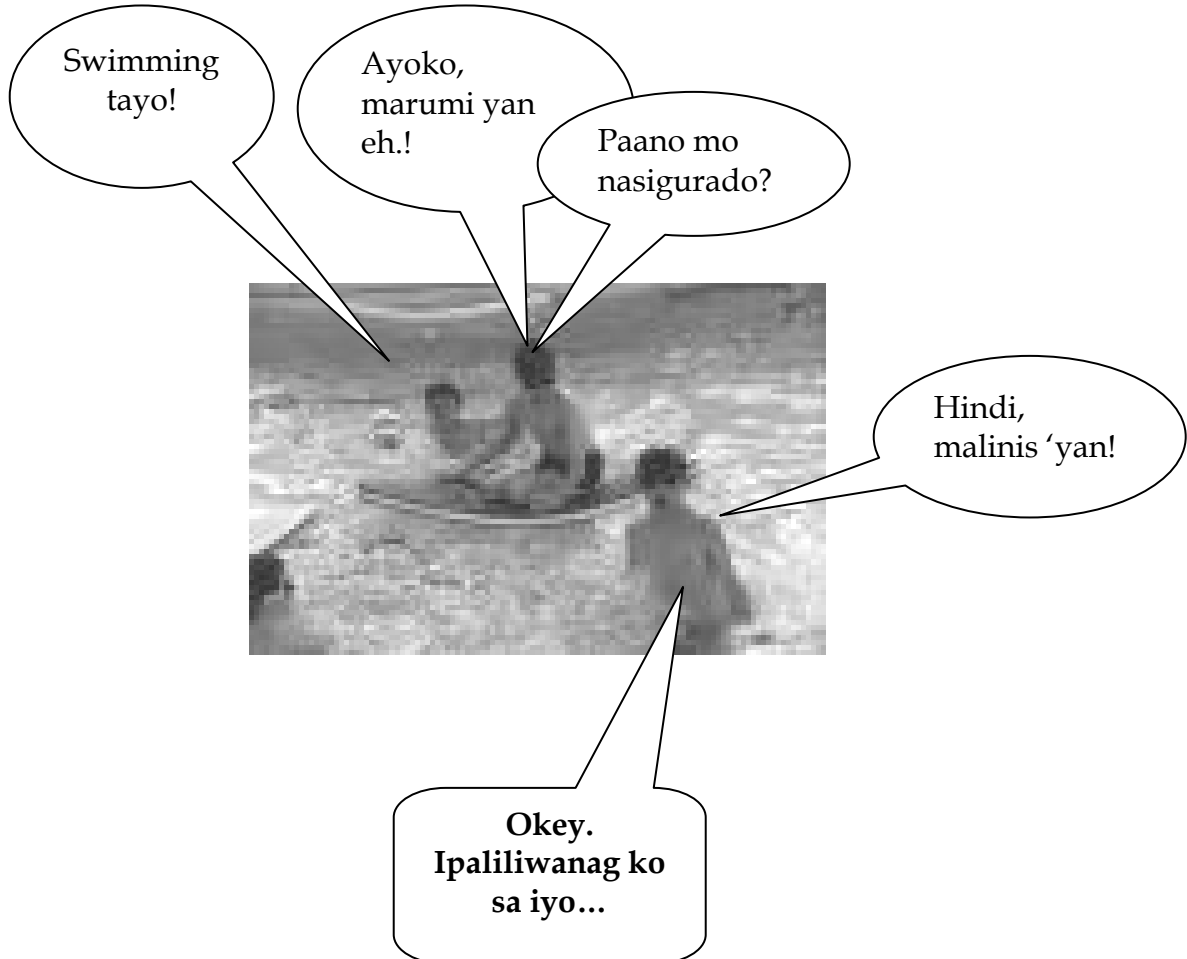 Swimming
tayo!
Ayoko,
marumi yan
eh.!
Paano mo
nasigurado?
Hindi,
malinis ‘yan!
Okey.
Ipaliliwanag ko
sa iyo…